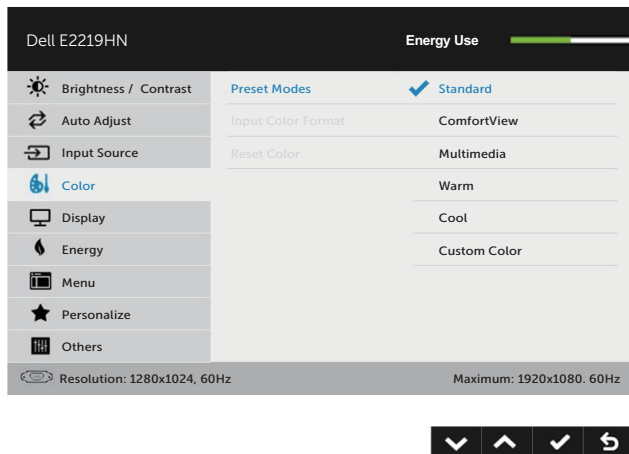 Dell E2219HN
Energy Use
Brightness / Contrast
Preset Modes
Standard
Auto Adjust
Input Color Format
ComfortView
Input Source
Reset Color
Multimedia
Color
Warm
Display
Cool
Energy
Custom Color
Menu
Personalize
Others
Resolution: 1280x1024, 60Hz
Maximum: 1920x1080. 60Hz